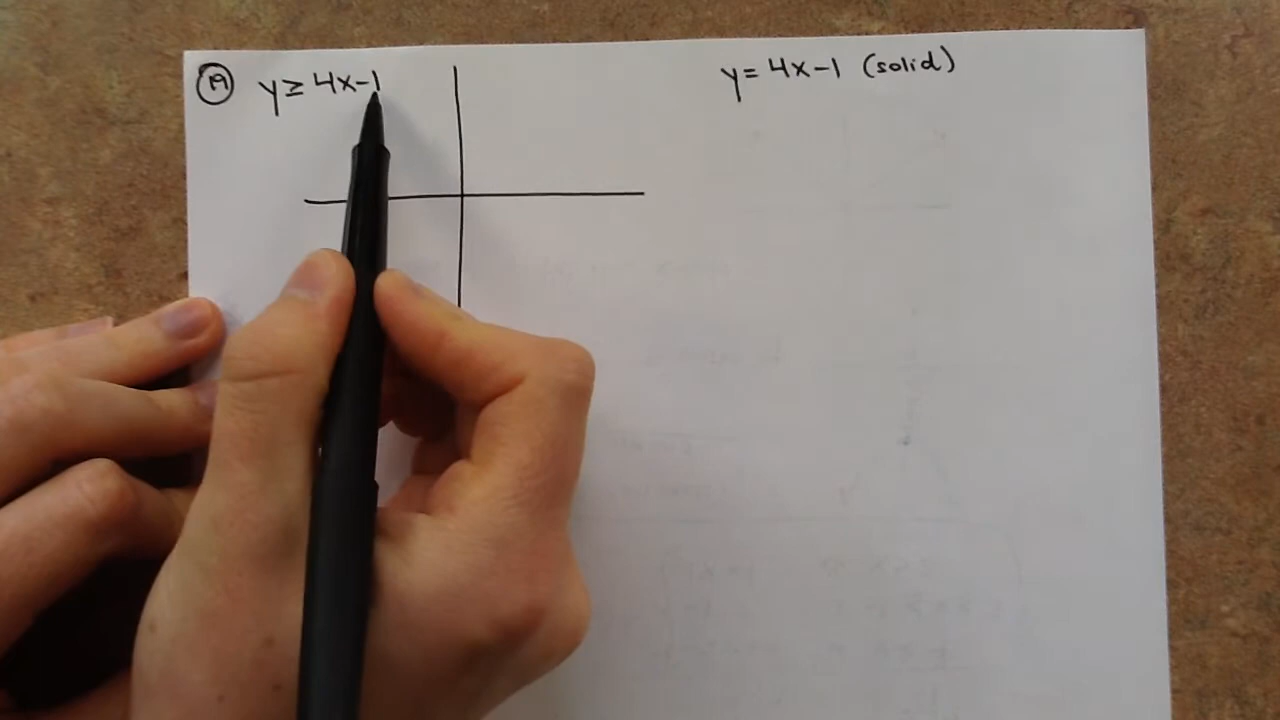 19 y ≥ 4x-1
y = 4x-1 (solid)